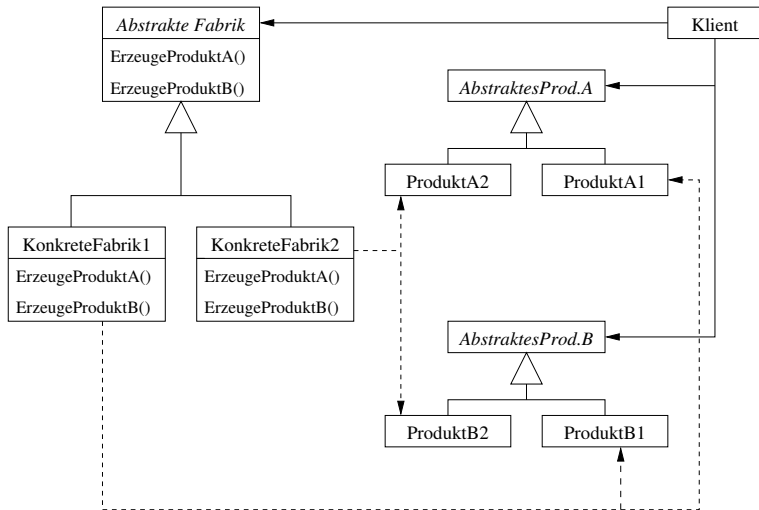 Abstrakte Fabrik
Klient
ErzeugeProduktA()
ErzeugeProduktB()
AbstraktesProd.A
ProduktA2
ProduktA1
KonkreteFabrik1
KonkreteFabrik2
ErzeugeProduktA()
ErzeugeProduktA()
ErzeugeProduktB()
ErzeugeProduktB()
AbstraktesProd.B
ProduktB2
ProduktB1